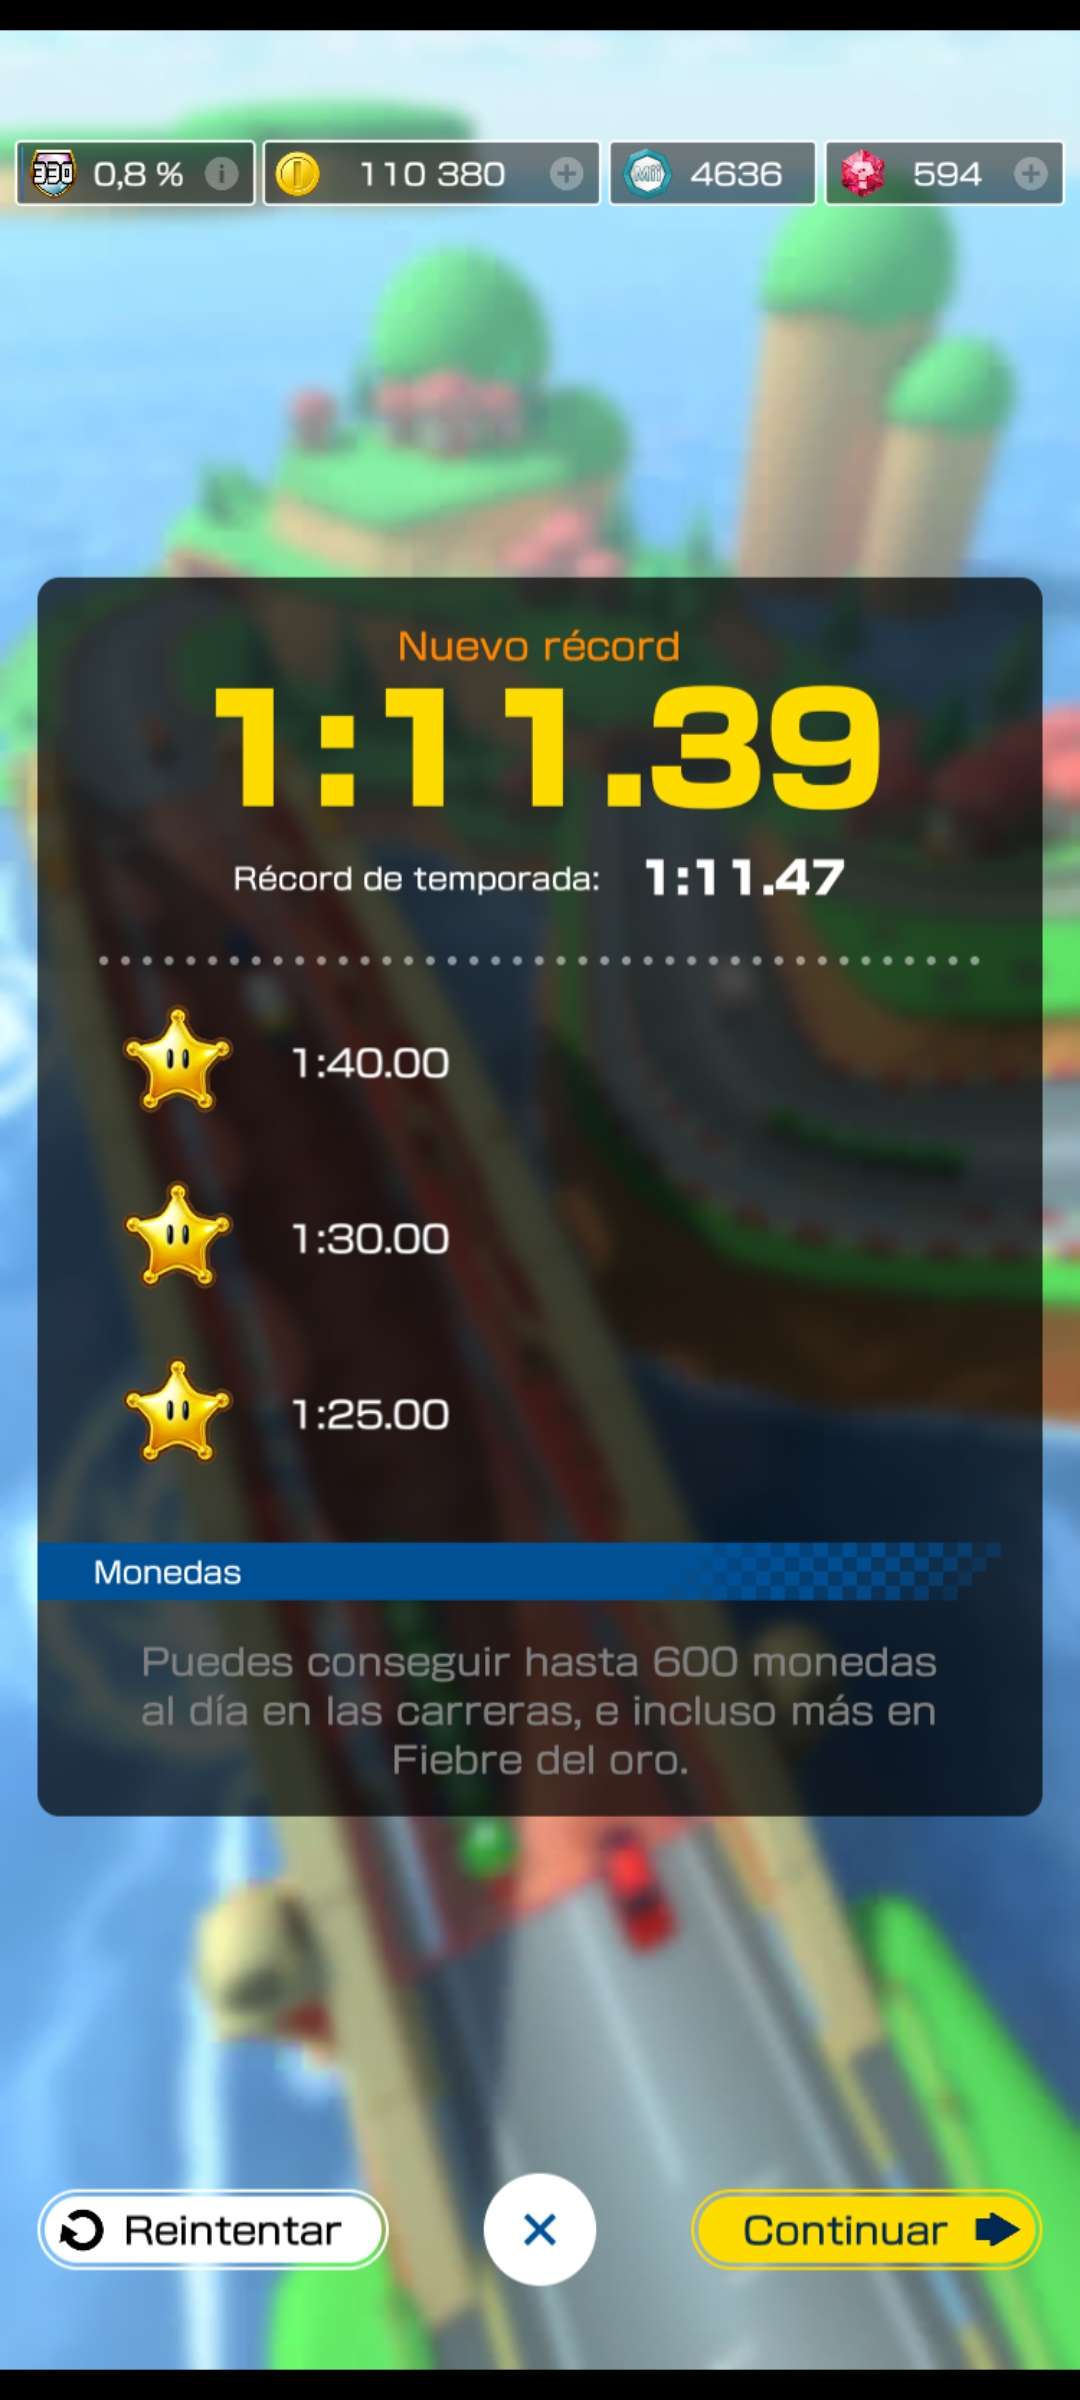 330 0,8 % i 110 380 + Mii 4636 594 +
Nuevo récord
1:11.39
Récord de temporada: 1:11.47
1:40.00
1:30.00
1:25.00
Monedas
Puedes conseguir hasta 600 monedas
al día en las carreras, e incluso más en
Fiebre del oro.
Reintentar × Continuar